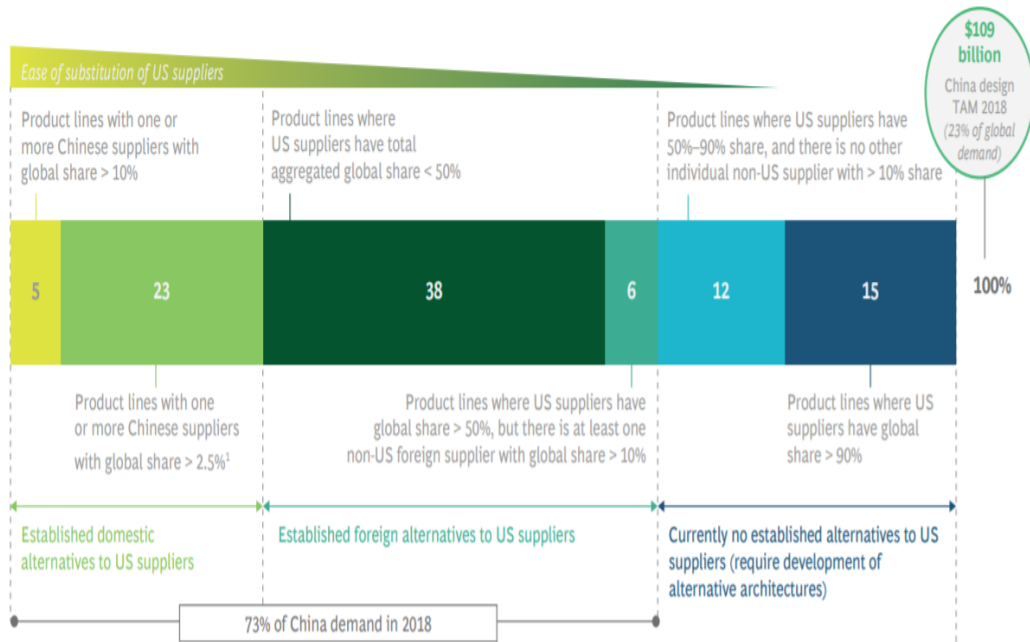 $109
billion
China design
TAM 2018
(23% of global
demand)
Ease of substitution of US suppliers
Product lines with one or
more Chinese suppliers with
global share > 10%
Product lines where
US suppliers have total
aggregated global share < 50%
Product lines where US suppliers have
50%–90% share, and there is no other
individual non-US supplier with > 10% share
5
23
38
6
12
15
100%
Product lines with one
or more Chinese suppliers
with global share > 2.5%¹
Product lines where US suppliers have
global share > 50%, but there is at least one
non-US foreign supplier with global share > 10%
Product lines where US
suppliers have global
share > 90%
Established domestic
alternatives to US suppliers
Established foreign alternatives to US suppliers
Currently no established alternatives to US
suppliers (require development of
alternative architectures)
73% of China demand in 2018